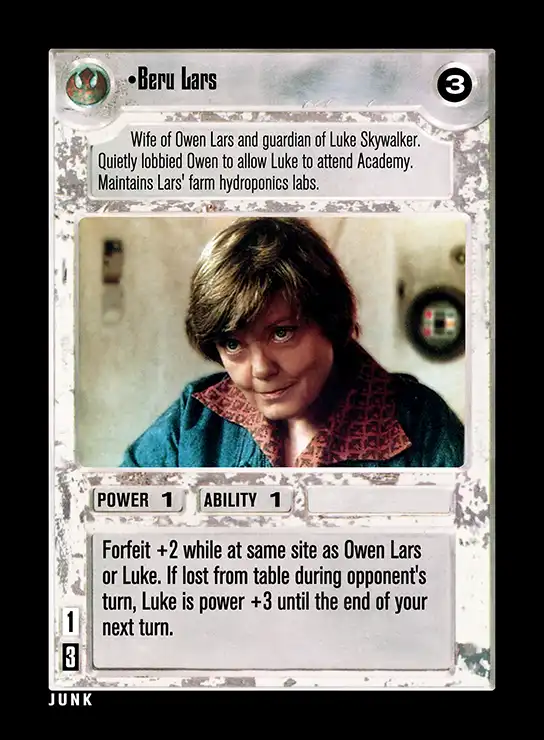 •Beru Lars
3
Wife of Owen Lars and guardian of Luke Skywalker.
Quietly lobbied Owen to allow Luke to attend Academy.
Maintains Lars' farm hydroponics labs.
POWER 1 ABILITY 1
Forfeit +2 while at same site as Owen Lars
or Luke. If lost from table during opponent's
turn, Luke is power +3 until the end of your
next turn.
1
3
JUNK